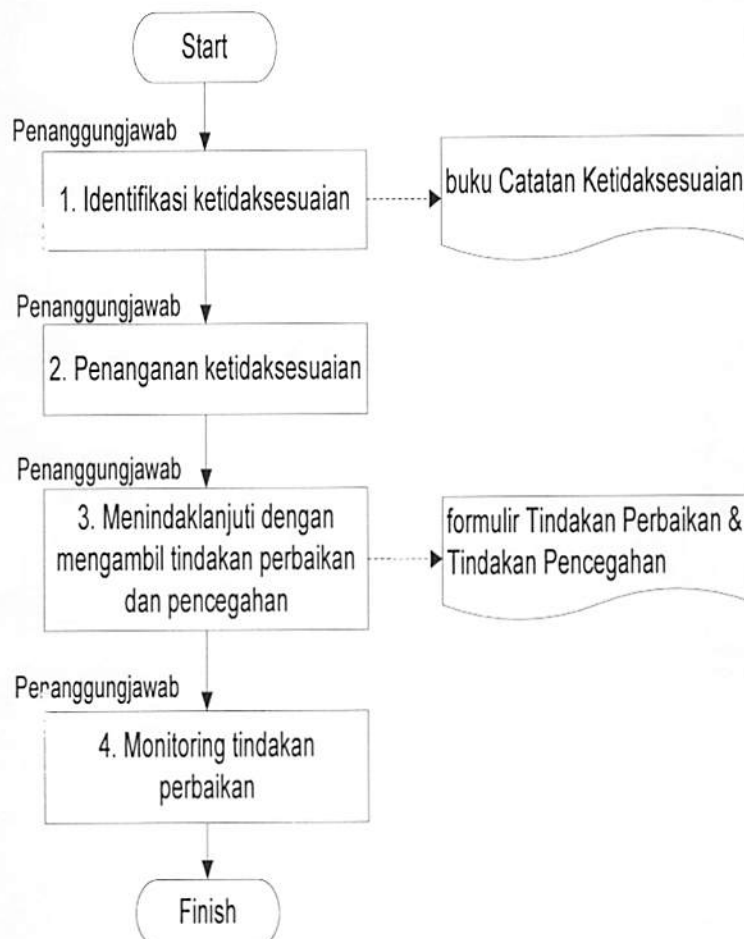 Start
Penanggungjawab
1. Identifikasi ketidaksesuaian
buku Catatan Ketidaksesuaian
Penanggungjawab
2. Penanganan ketidaksesuaian
Penanggungjawab
3. Menindaklanjuti dengan
mengambil tindakan perbaikan
dan pencegahan
formulir Tindakan Perbaikan &
Tindakan Pencegahan
Penanggungjawab
4. Monitoring tindakan
perbaikan
Finish